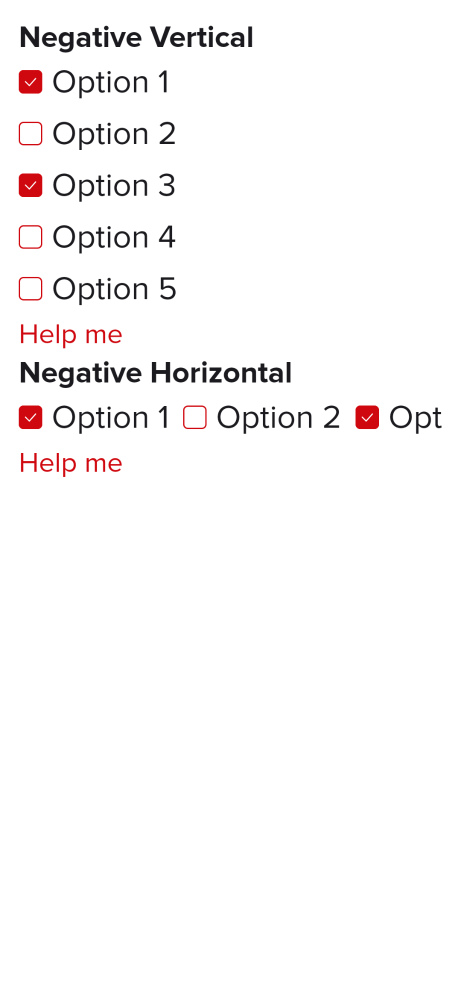 Negative Vertical
Option 1
Option 2
Option 3
Option 4
Option 5
Help me
Negative Horizontal
Option 1 Option 2 Opt
Help me